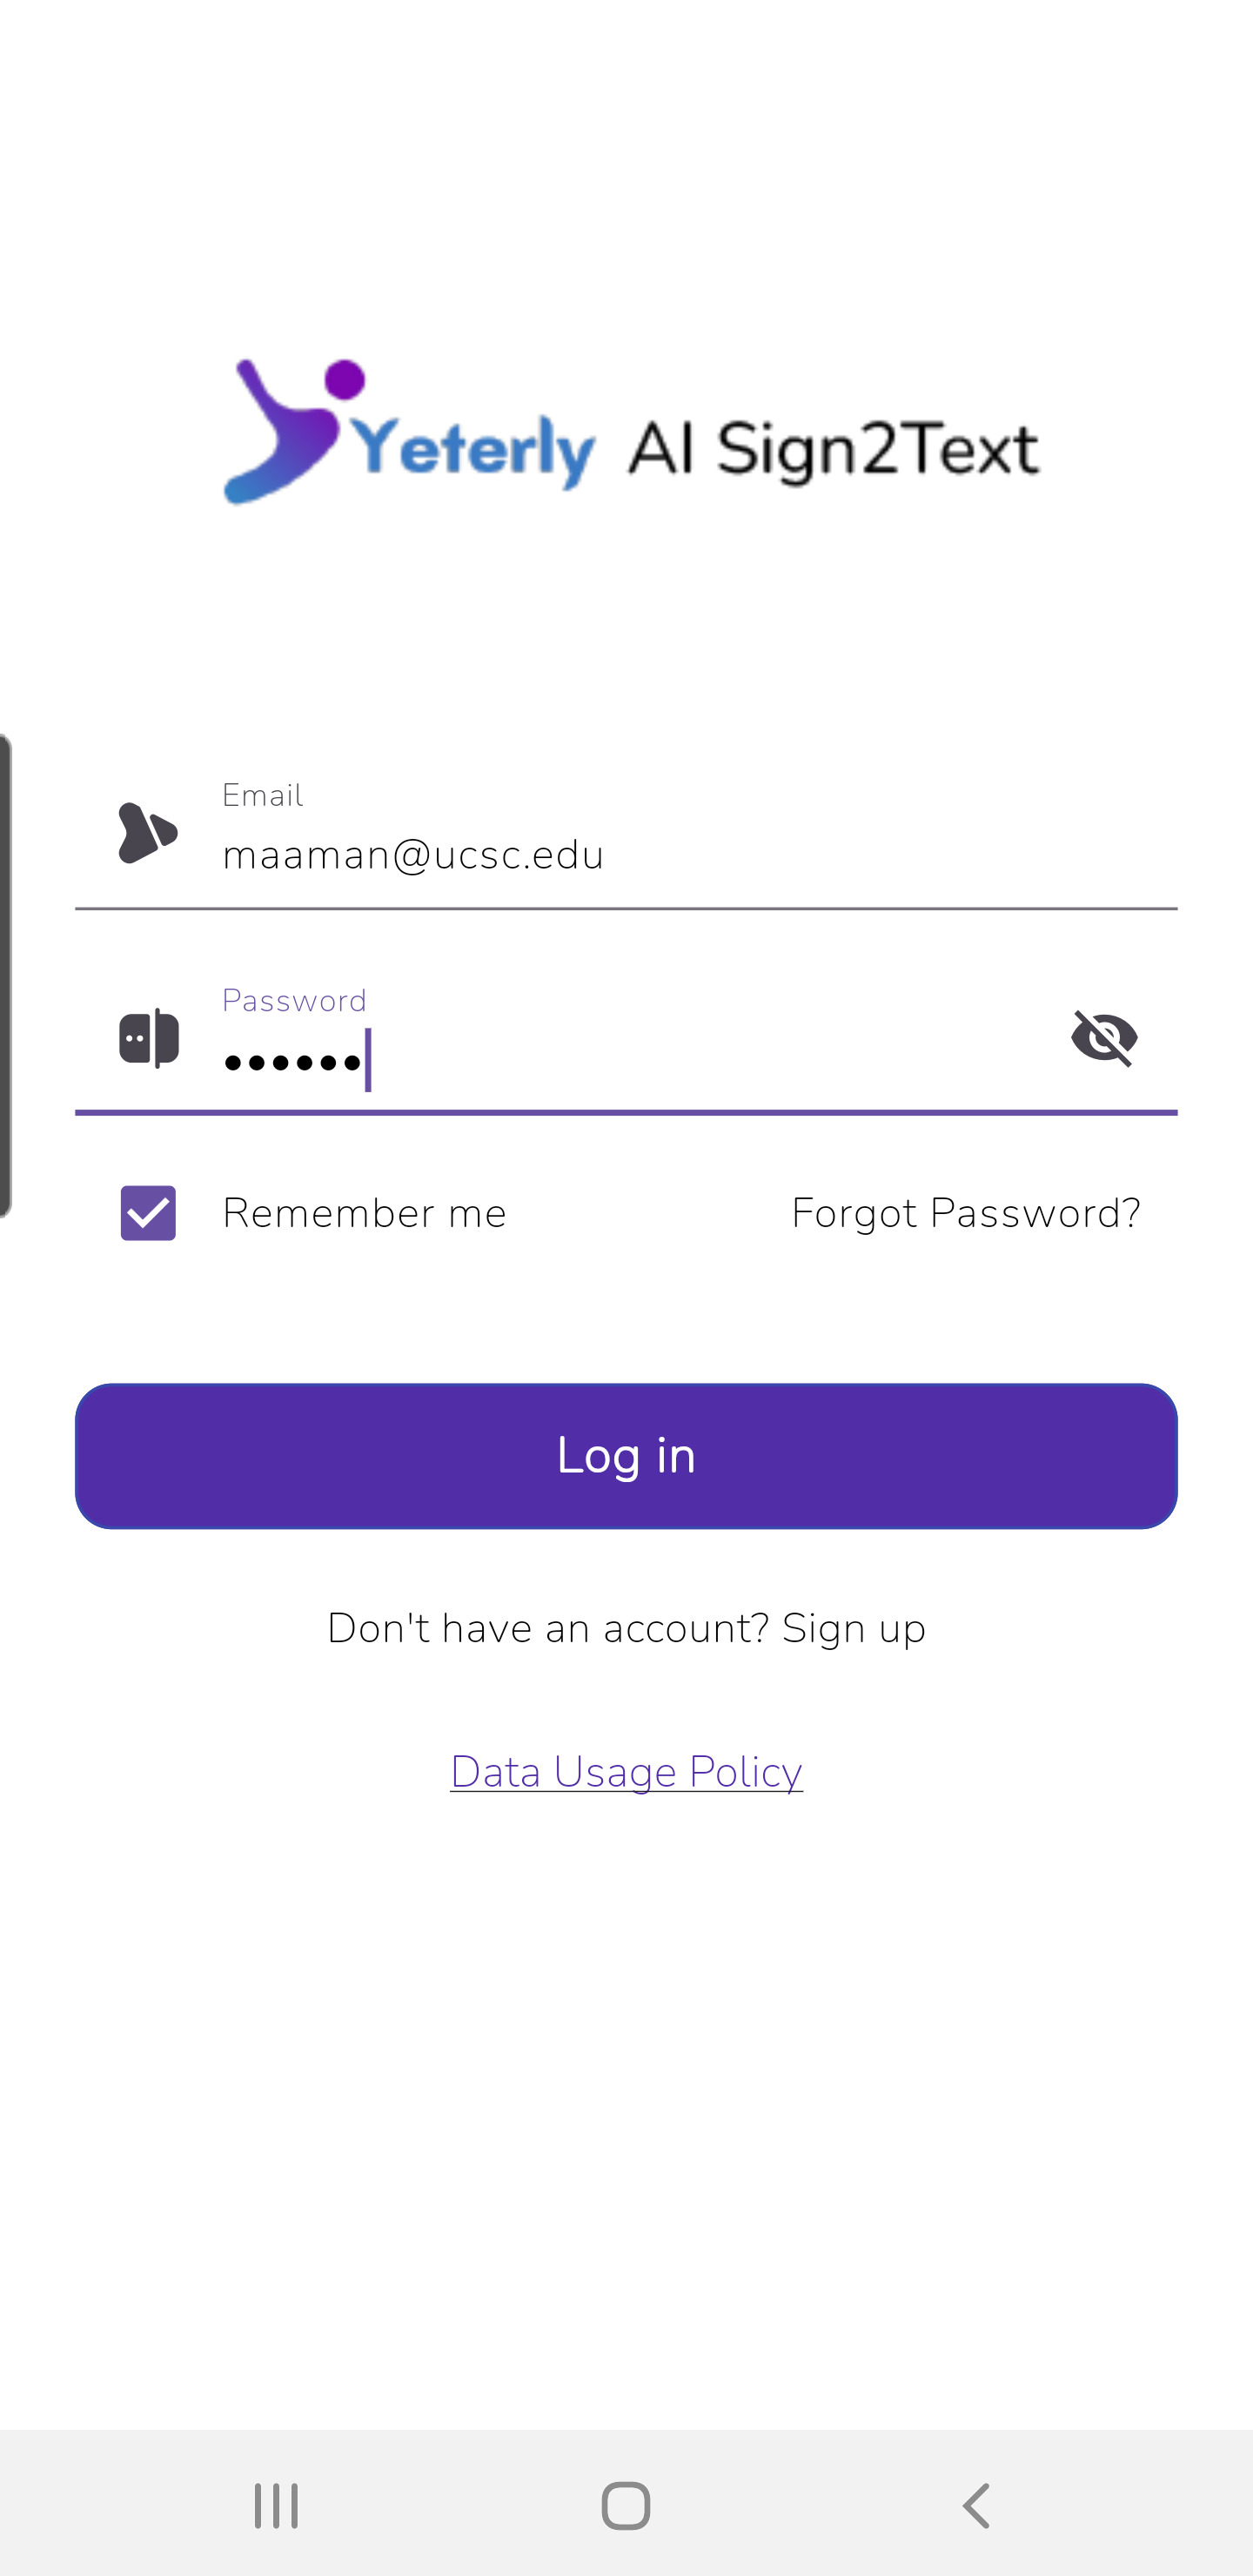 Yeterly AI Sign2Text
Email
maaman@ucsc.edu
Password
••••••
Remember me
Forgot Password?
Log in
Don't have an account? Sign up
Data Usage Policy